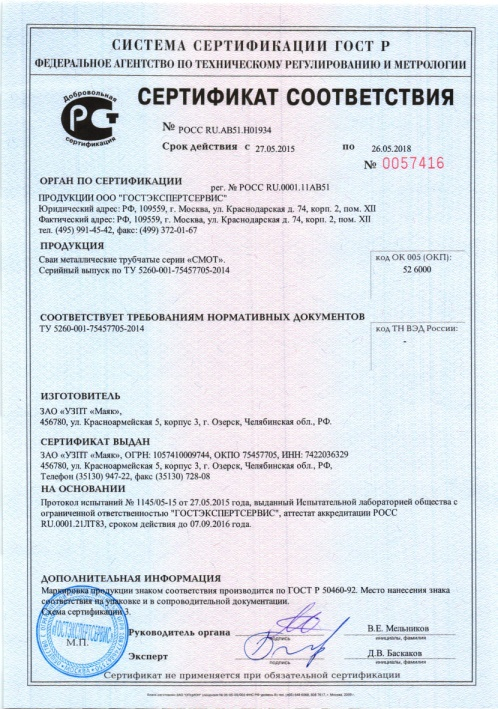 СИСТЕМА СЕРТИФИКАЦИИ ГОСТ Р
ФЕДЕРАЛЬНОЕ АГЕНТСТВО ПО ТЕХНИЧЕСКОМУ РЕГУЛИРОВАНИЮ И МЕТРОЛОГИИ
Добровольная
сертификация
СЕРТИФИКАТ СООТВЕТСТВИЯ
№ РОСС RU.АВ51.Н01934
Срок действия с 27.05.2015 по 26.05.2018
№ 0057416
ОРГАН ПО СЕРТИФИКАЦИИ
рег. № РОСС RU.0001.11АВ51
ПРОДУКЦИИ ООО "ГОСТЭКСПЕРТСЕРВИС"
Юридический адрес: РФ, 109559, г. Москва, ул. Краснодарская д. 74, корп. 2, пом. XII
Фактический адрес: РФ, 109559, г. Москва, ул. Краснодарская д. 74, корп. 2, пом. XII
тел. (495) 991-45-42, факс: (499) 372-01-67
ПРОДУКЦИЯ
Сваи металлические трубчатые серии «СМОТ».
Серийный выпуск по ТУ 5260-001-75457705-2014
код ОК 005 (ОКП):
52 6000
СООТВЕТСТВУЕТ ТРЕБОВАНИЯМ НОРМАТИВНЫХ ДОКУМЕНТОВ
ТУ 5260-001-75457705-2014
код ТН ВЭД России:
-
ИЗГОТОВИТЕЛЬ
ЗАО «УЗПТ «Маяк»,
456780, ул. Красноармейская 5, корпус 3, г. Озерск, Челябинская обл., РФ.
СЕРТИФИКАТ ВЫДАН
ЗАО «УЗПТ «Маяк», ОГРН: 1057410009744, ОКПО 75457705, ИНН: 7422036329
456780, ул. Красноармейская 5, корпус 3, г. Озерск, Челябинская обл., РФ,
Телефон (35130) 947-22, факс (35130) 728-08
НА ОСНОВАНИИ
Протокол испытаний № 1145/05-15 от 27.05.2015 года, выданный Испытательной лабораторией общества с
ограниченной ответственностью "ГОСТЭКСПЕРТСЕРВИС", аттестат аккредитации РОСС
RU.0001.21ЛТ83, сроком действия до 07.09.2016 года.
ДОПОЛНИТЕЛЬНАЯ ИНФОРМАЦИЯ
Маркировка продукции знаком соответствия производится по ГОСТ Р 50460-92. Место нанесения знака
соответствия на упаковке и в сопроводительной документации.
Схема сертификации 3.
"ГОСТЭКСПЕРТСЕРВИС"
МОСКВА
М.П.
Руководитель органа
подпись
В.Е. Мельников
инициалы, фамилия
Эксперт
подпись
Д.В. Баскаков
инициалы, фамилия
Сертификат не применяется при обязательной сертификации